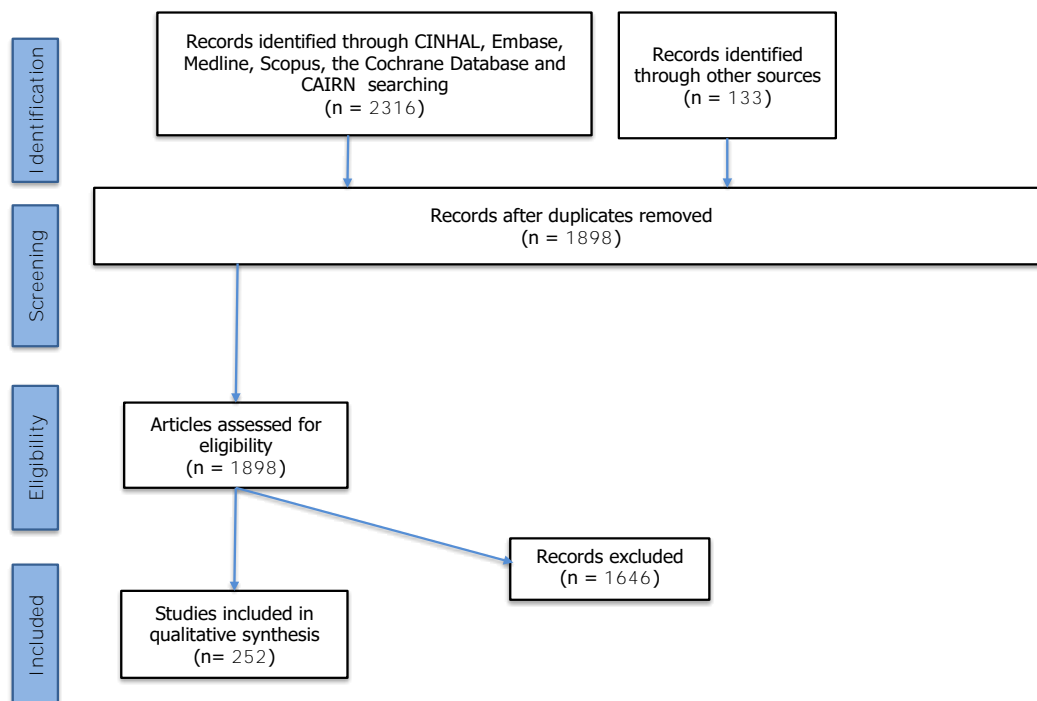 Identification
Records identified through CINHAL, Embase,
Medline, Scopus, the Cochrane Database and
CAIRN searching
(n = 2316)
Records identified
through other sources
(n = 133)
Screening
Records after duplicates removed
(n = 1898)
Eligibility
Articles assessed for
eligibility
(n = 1898)
Records excluded
(n = 1646)
Included
Studies included in
qualitative synthesis
(n= 252)